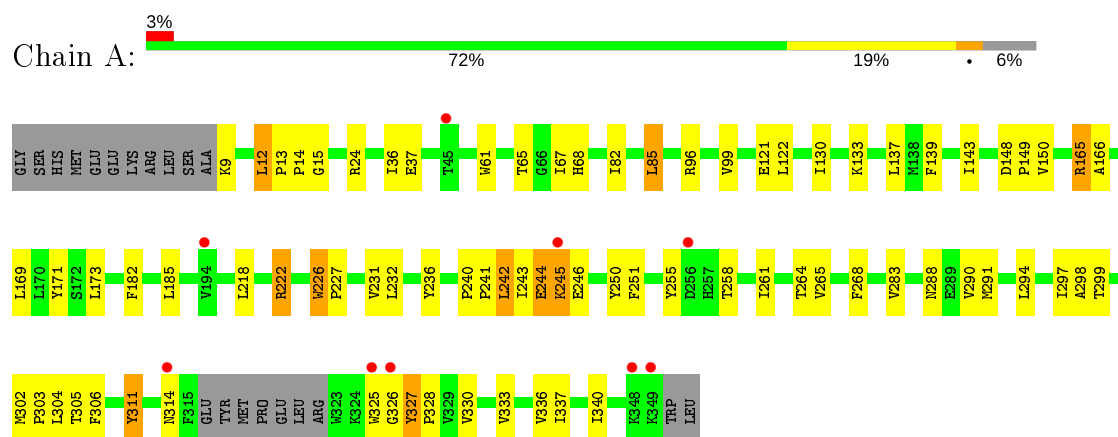 3%
Chain A:
72% 19% • 6%
GLY SER HIS MET GLU GLU LYS ARG LEU SER ALA K9 L12 P13 P14 G15 R24 I36 E37 T45 W61 T65 G66 I67 H68 I82 L85 R96 V99 E121 L122 I130 K133 L137 M138 F139 I143 D148 P149 V150 R165 A166
L169 L170 Y171 S172 L173 F182 L185 V194 L218 R222 W226 P227 V231 L232 Y236 P240 P241 L242 I243 E244 K245 E246 Y250 F251 Y255 D256 H257 T258 I261 T264 V265 F268 V283 N288 E289 V290 M291 L294 I297 A298 T299
M302 P303 L304 T305 F306 Y311 N314 F315 GLU TYR MET PRO GLU LEU ARG W323 K324 W325 G326 Y327 P328 V329 V330 V333 V336 I337 I340 K348 K349 TRP LEU